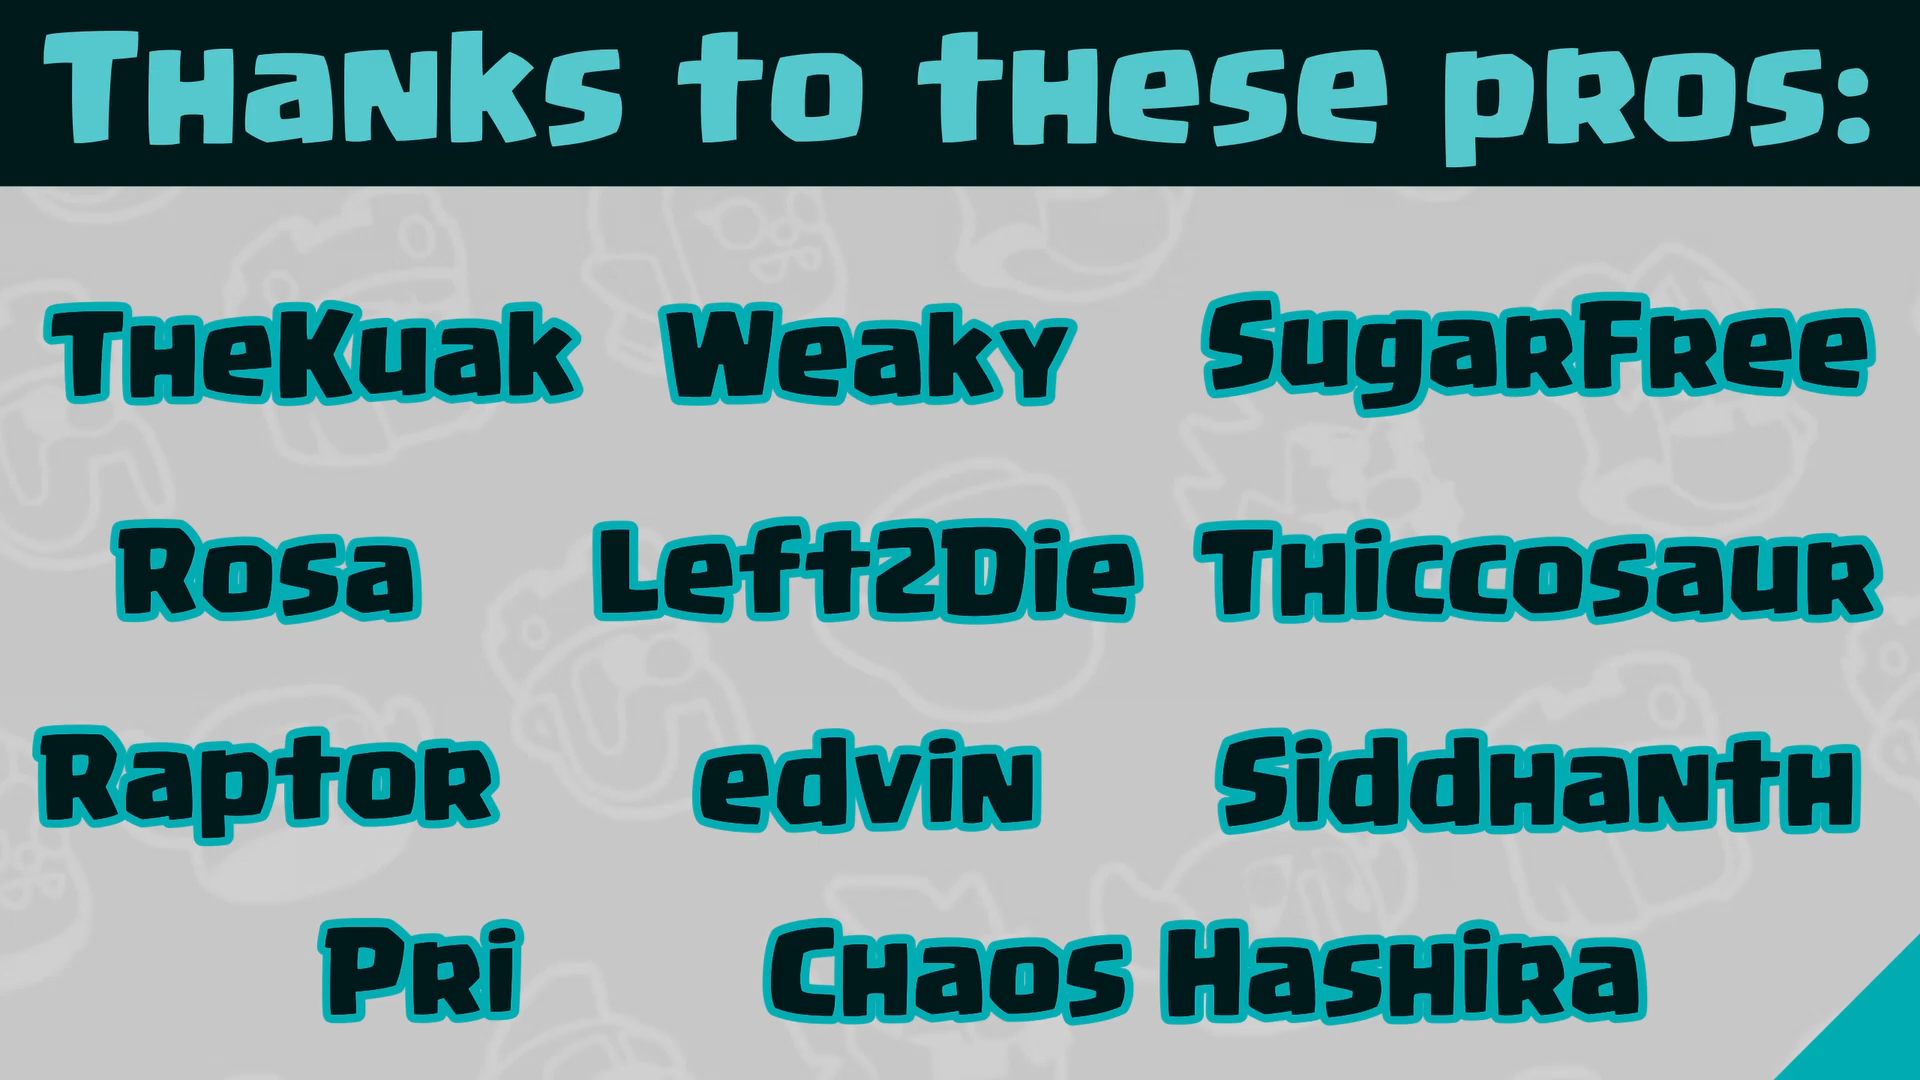 Thanks to these pros:
TheKuak Weaky SugarFree
Rosa Left2Die Thiccosaur
Raptor edvin Siddhanth
Pri Chaos Hashira